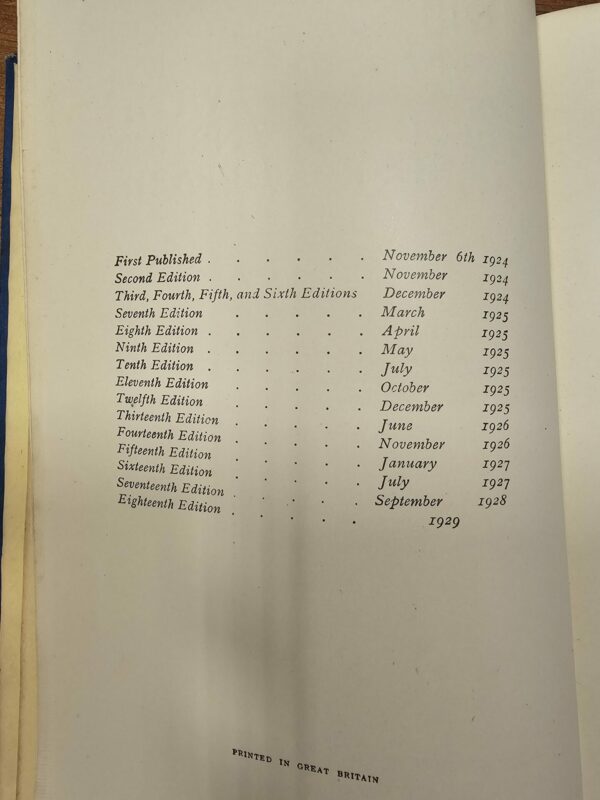 First Published . . . . . . November 6th 1924
Second Edition . . . . . . November 1924
Third, Fourth, Fifth, and Sixth Editions December 1924
Seventh Edition . . . . . March 1925
Eighth Edition . . . . . . April 1925
Ninth Edition . . . . . . May 1925
Tenth Edition . . . . . . July 1925
Eleventh Edition . . . . . October 1925
Twelfth Edition . . . . . December 1925
Thirteenth Edition . . . . . June 1926
Fourteenth Edition . . . . . November 1926
Fifteenth Edition . . . . . January 1927
Sixteenth Edition . . . . . July 1927
Seventeenth Edition . . . . . September 1928
Eighteenth Edition . . . . . 1929
PRINTED IN GREAT BRITAIN